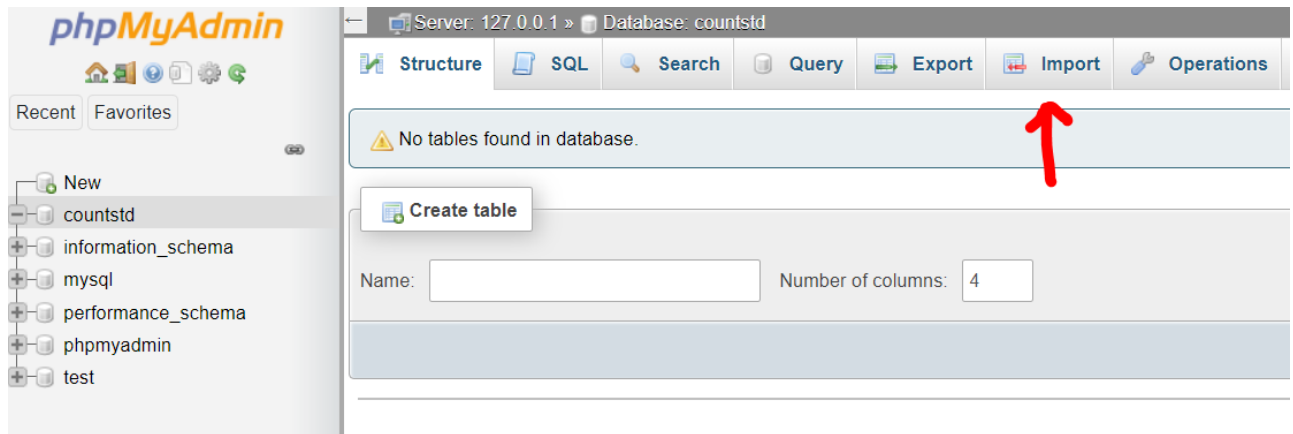 phpMyAdmin
Recent Favorites
New
countstd
information_schema
mysql
performance_schema
phpmyadmin
test
← Server: 127.0.0.1 » Database: countstd
Structure SQL Search Query Export Import Operations
No tables found in database.
Create table
Name: Number of columns: 4